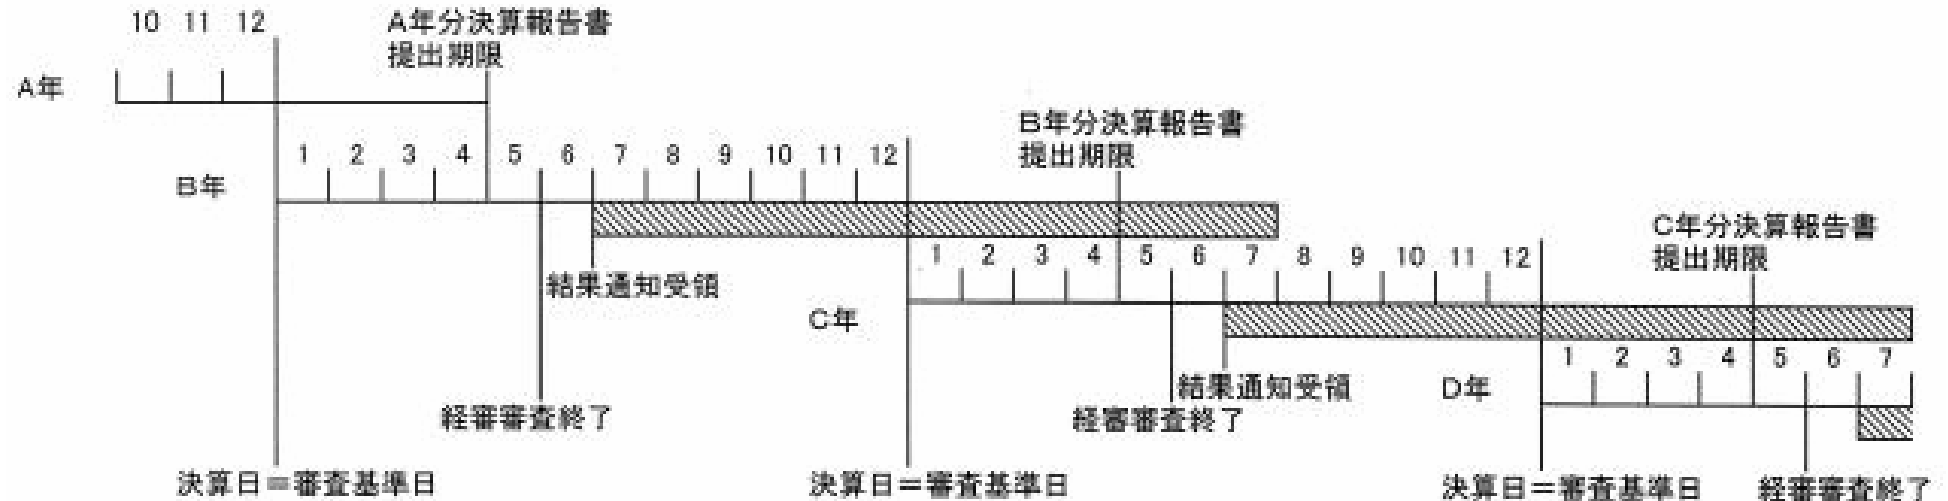 10 11 12
A年分決算報告書
提出期限
A年
B年分決算報告書
提出期限
1 2 3 4 5 6 7 8 9 10 11 12
B年
C年分決算報告書
提出期限
1 2 3 4 5 6 7 8 9 10 11 12
結果通知受領
C年
1 2 3 4 5 6 7
結果通知受領
D年
経審審査終了
経審審査終了
決算日=審査基準日
決算日=審査基準日
決算日=審査基準日
経審審査終了